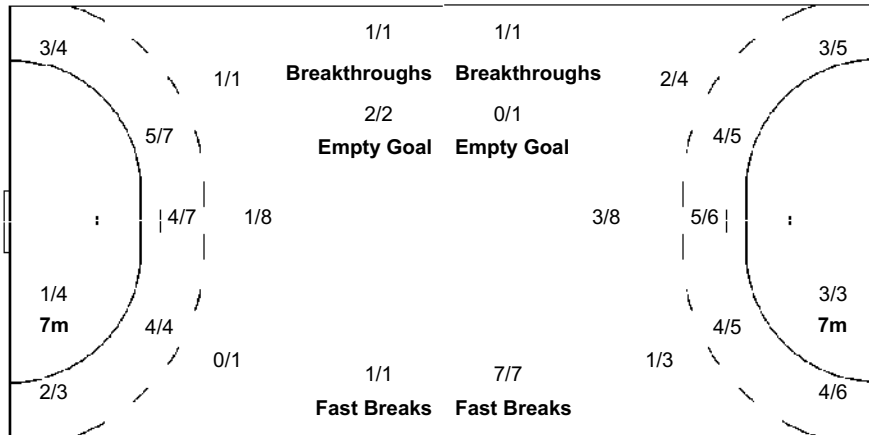 1/1 1/1
3/4 3/5
Breakthroughs Breakthroughs
1/1 2/4
2/2 0/1
5/7 4/5
Empty Goal Empty Goal
4/7 1/8 3/8 5/6
1/4 3/3
7m 7m
4/4 4/5
0/1 1/3
1/1 7/7
2/3 4/6
Fast Breaks Fast Breaks